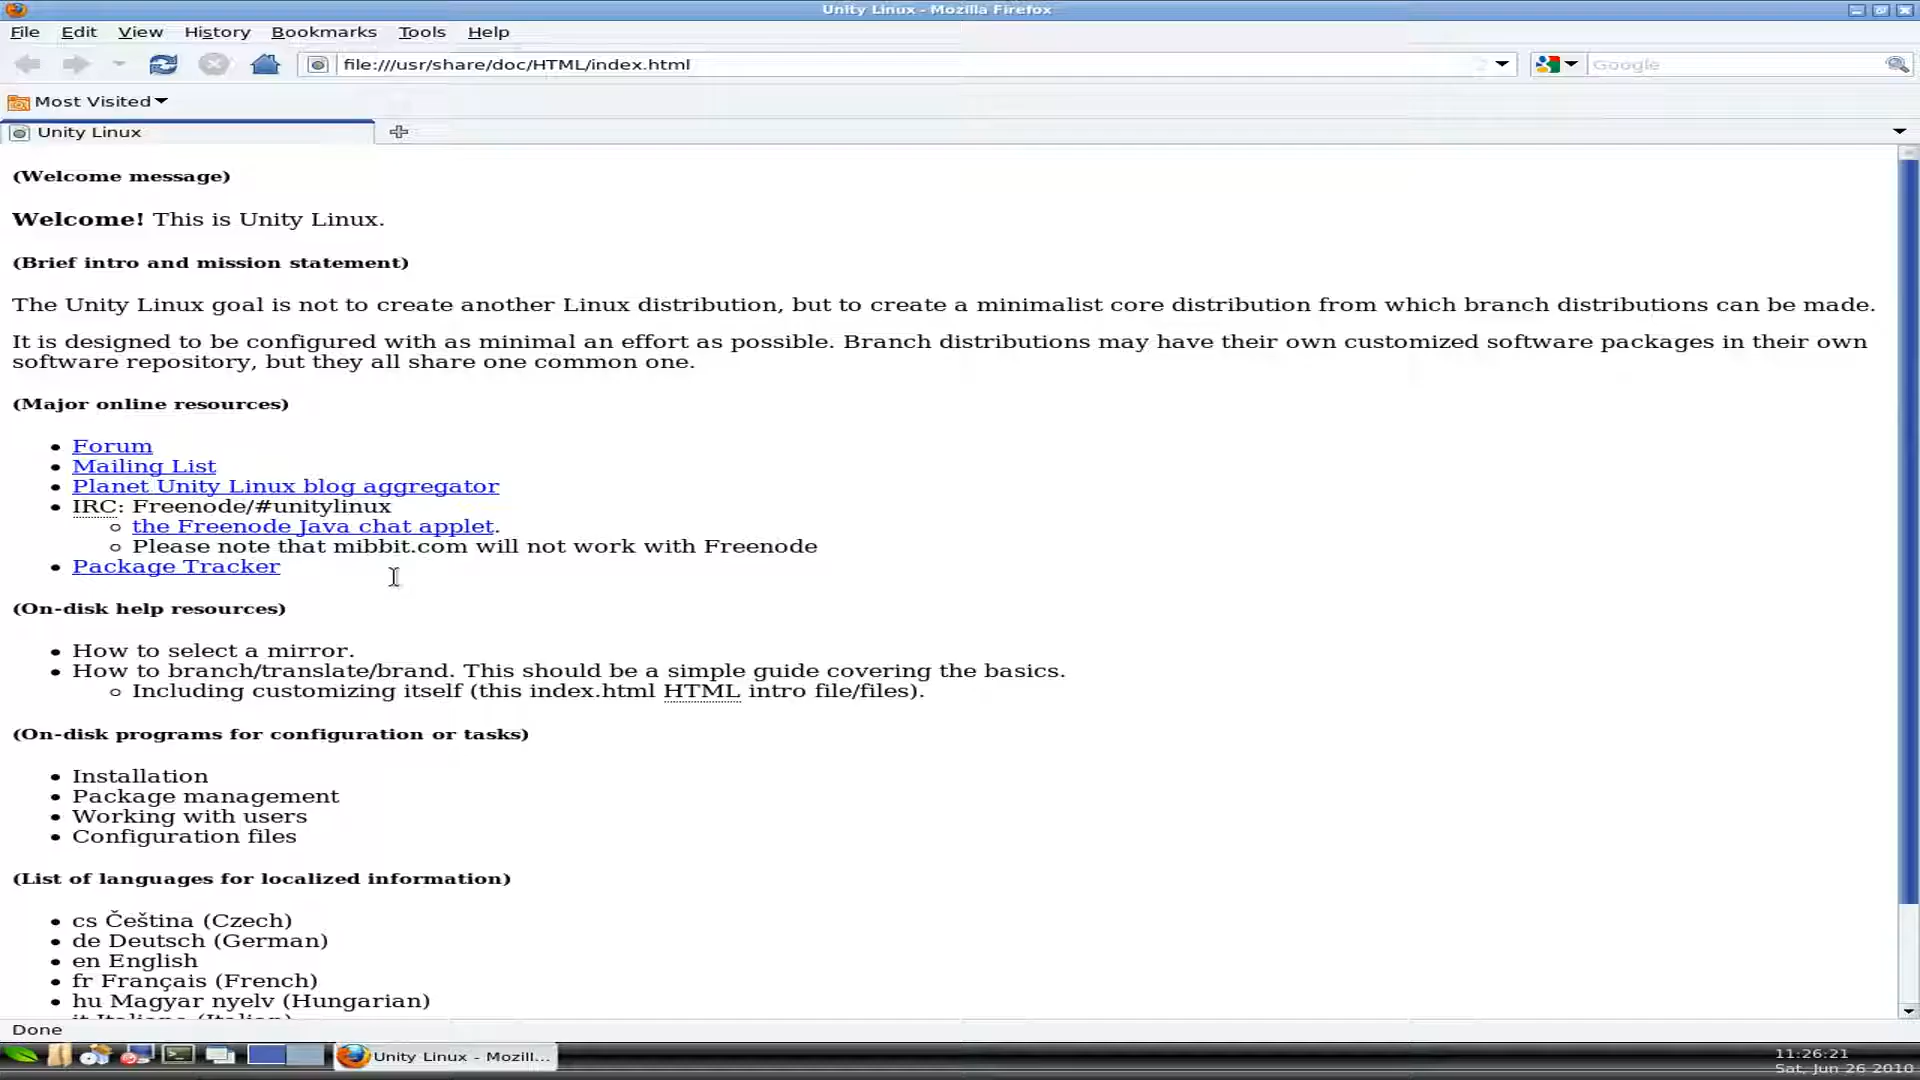 Unity Linux - Mozilla Firefox
File Edit View History Bookmarks Tools Help
file:///usr/share/doc/HTML/index.html
Google
Most Visited
Unity Linux
(Welcome message)
Welcome! This is Unity Linux.
(Brief intro and mission statement)
The Unity Linux goal is not to create another Linux distribution, but to create a minimalist core distribution from which branch distributions can be made.
It is designed to be configured with as minimal an effort as possible. Branch distributions may have their own customized software packages in their own
software repository, but they all share one common one.
(Major online resources)
Forum
Mailing List
Planet Unity Linux blog aggregator
IRC: Freenode/#unitylinux
the Freenode Java chat applet.
Please note that mibbit.com will not work with Freenode
Package Tracker
(On-disk help resources)
How to select a mirror.
How to branch/translate/brand. This should be a simple guide covering the basics.
Including customizing itself (this index.html HTML intro file/files).
(On-disk programs for configuration or tasks)
Installation
Package management
Working with users
Configuration files
(List of languages for localized information)
cs Čeština (Czech)
de Deutsch (German)
en English
fr Français (French)
hu Magyar nyelv (Hungarian)
it Italiano (Italian)
Done
Unity Linux - Mozill...
11:26:21
Sat, Jun 26 2010